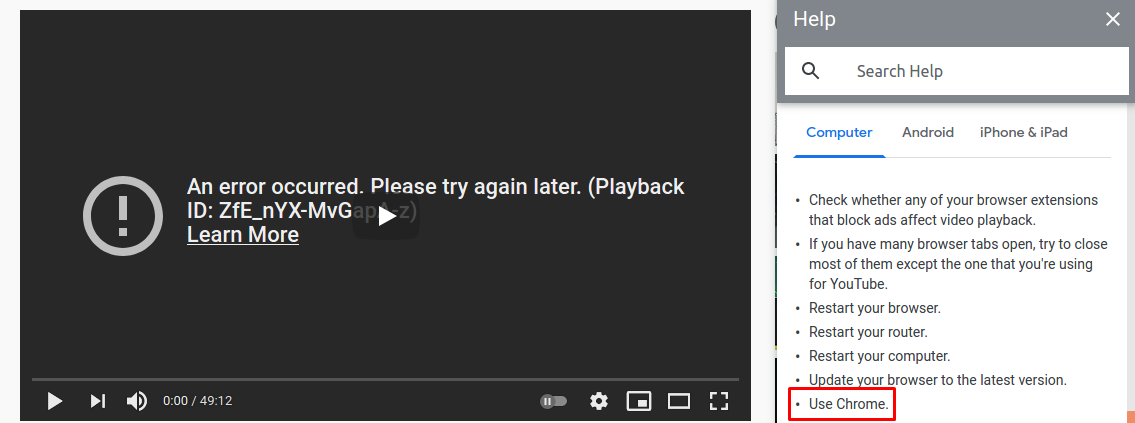 An error occurred. Please try again later. (Playback
ID: ZfE_nYX-MvGapA-z)
Learn More
0:00 / 49:12
Help
Search Help
Computer Android iPhone & iPad
• Check whether any of your browser extensions
that block ads affect video playback.
• If you have many browser tabs open, try to close
most of them except the one that you're using
for YouTube.
• Restart your browser.
• Restart your router.
• Restart your computer.
• Update your browser to the latest version.
• Use Chrome.